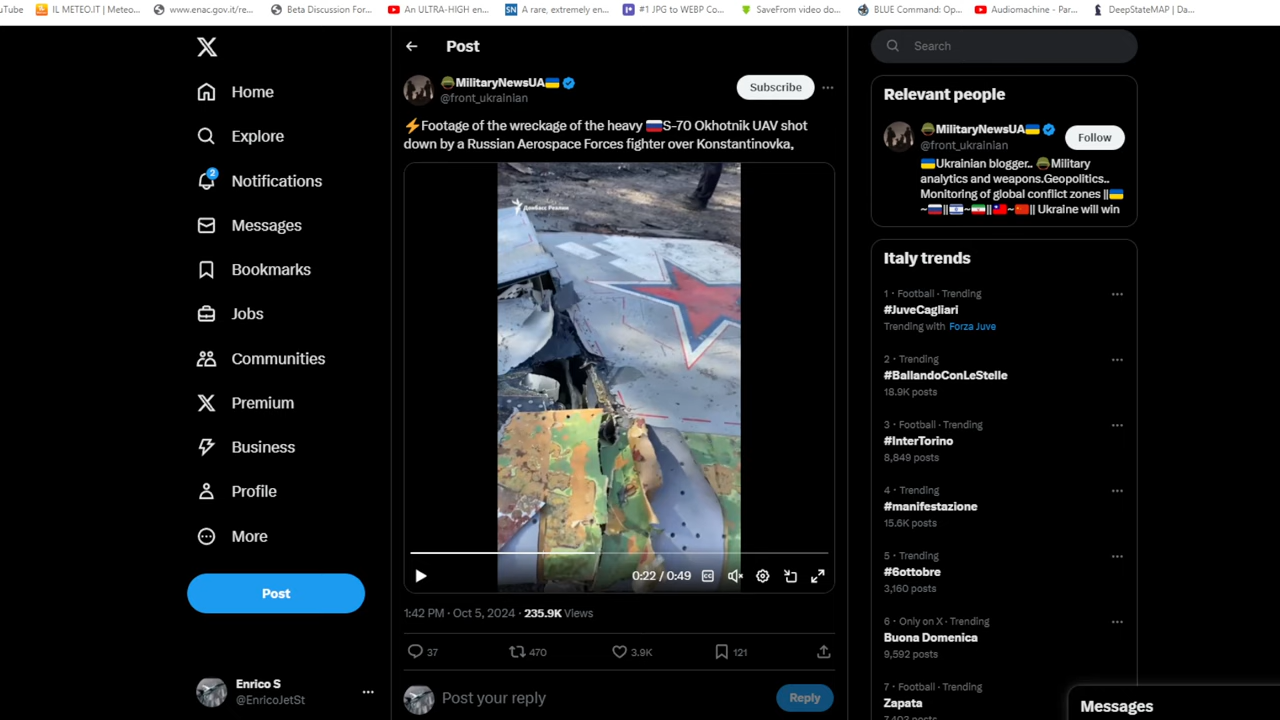 uTube
IL METEO.IT | Meteo...
www.enac.gov.it/re...
Beta Discussion For...
An ULTRA-HIGH en...
SN
A rare, extremely en...
#1 JPG to WEBP Co...
SaveFrom video do...
BLUE Command: Op...
Audiomachine - Par...
DeepStateMAP | Da...
Home
Explore
2
Notifications
Messages
Bookmarks
Jobs
Communities
Premium
Business
Profile
More
Post
Enrico S
@EnricoJetSt
Post
MilitaryNewsUA
@front_ukrainian
Subscribe
⚡Footage of the wreckage of the heavy 🇷🇺S-70 Okhotnik UAV shot
down by a Russian Aerospace Forces fighter over Konstantinovka,
Донбасс Реалии
0:22 / 0:49
CC
1:42 PM · Oct 5, 2024 · 235.9K Views
37
470
3.9K
121
Post your reply
Reply
Search
Relevant people
MilitaryNewsUA
@front_ukrainian
Follow
🇺🇦Ukrainian blogger.. 🪖Military
analytics and weapons.Geopolitics..
Monitoring of global conflict zones ||🇺🇦
~🇷🇺||🇮🇱~🇮🇷||🇹🇼~🇨🇳|| Ukraine will win
Italy trends
1 · Football · Trending
#JuveCagliari
Trending with Forza Juve
2 · Trending
#BallandoConLeStelle
18.9K posts
3 · Football · Trending
#InterTorino
8,849 posts
4 · Trending
#manifestazione
15.6K posts
5 · Trending
#6ottobre
3,160 posts
6 · Only on X · Trending
Buona Domenica
9,592 posts
7 · Football · Trending
Zapata
Messages